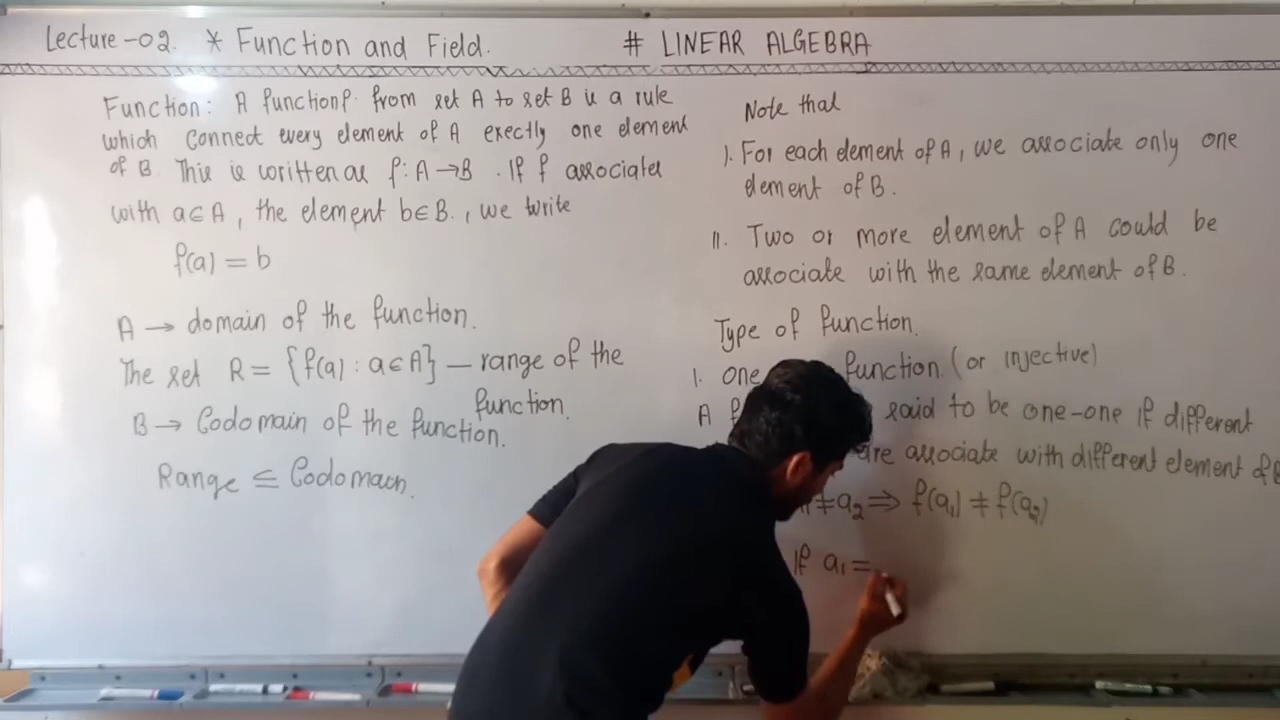 Lecture-02. * Function and Field. # LINEAR ALGEBRA
Function: A function f. from set A to set B is a rule
which connect every element of A exectly one element
of B. This is written as f: A→B . If f associates
with a∈A, the element b∈B., we write
f(a) = b
A → domain of the function.
The set R = {f(a) : a∈A} — range of the
function.
B → Codomain of the function.
Range ⊆ Codomain.
Note that
). For each element of A, we associate only one
element of B.
II. Two or more element of A could be
associate with the same element of B.
Type of function.
1. One function (or injective)
A said to be one-one if different
are associate with different element of B
≠a₂ ⇒ f(a₁) ≠ f(a₂)
If a₁ =